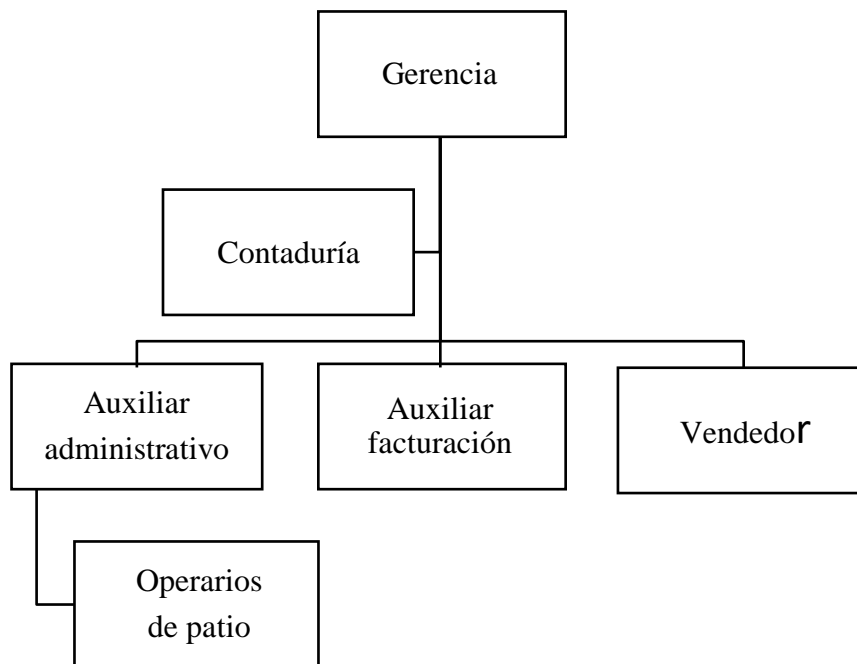 Gerencia
Contaduría
Auxiliar
administrativo
Auxiliar
facturación
Vendedor
Operarios
de patio